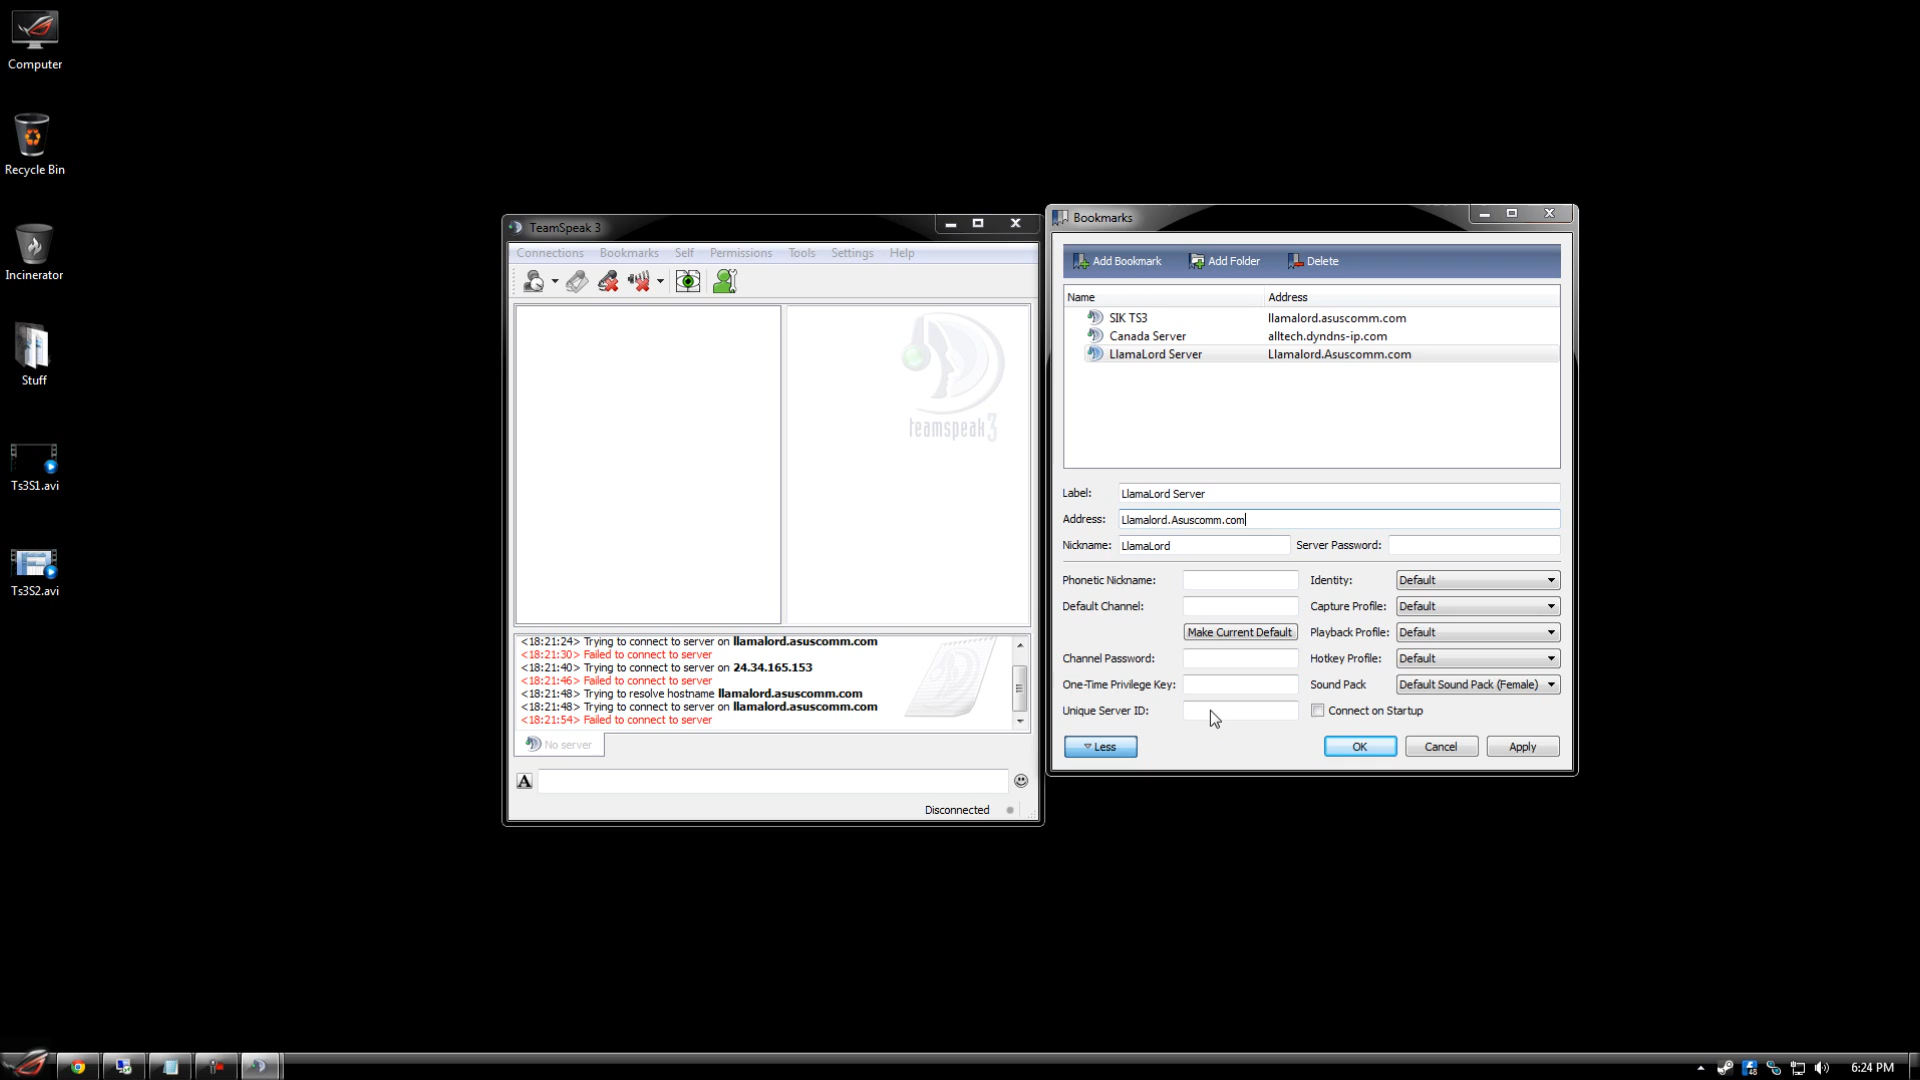 Computer
Recycle Bin
Incinerator
Stuff
Ts3S1.avi
Ts3S2.avi
TeamSpeak 3
Connections Bookmarks Self Permissions Tools Settings Help
teamspeak3
<18:21:24> Trying to connect to server on llamalord.asuscomm.com
<18:21:30> Failed to connect to server
<18:21:40> Trying to connect to server on 24.34.165.153
<18:21:46> Failed to connect to server
<18:21:48> Trying to resolve hostname llamalord.asuscomm.com
<18:21:48> Trying to connect to server on llamalord.asuscomm.com
<18:21:54> Failed to connect to server
No server
A
Disconnected
Bookmarks
Add Bookmark Add Folder Delete
Name Address
SIK TS3 llamalord.asuscomm.com
Canada Server alltech.dyndns-ip.com
LlamaLord Server Llamalord.Asuscomm.com
Label: LlamaLord Server
Address: Llamalord.Asuscomm.com
Nickname: LlamaLord Server Password:
Phonetic Nickname: Identity: Default
Default Channel: Capture Profile: Default
Make Current Default Playback Profile: Default
Channel Password: Hotkey Profile: Default
One-Time Privilege Key: Sound Pack Default Sound Pack (Female)
Unique Server ID: Connect on Startup
Less OK Cancel Apply
48
6:24 PM